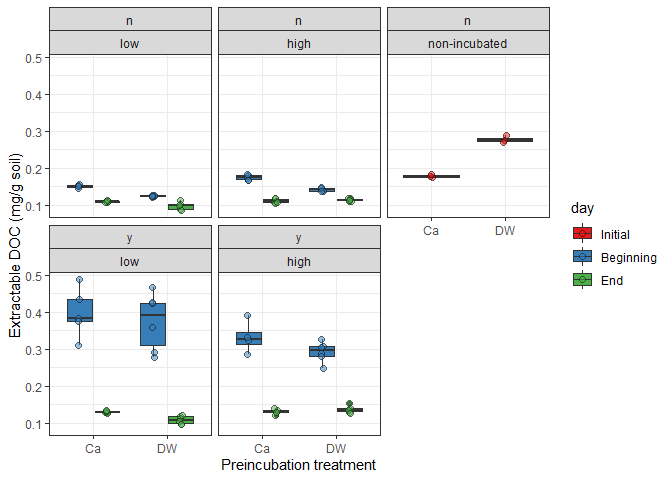 n
n
n
low
high
non-incubated
0.5
0.4
0.3
0.2
0.1
Ca
DW
y
y
low
high
0.5
0.4
0.3
0.2
0.1
Ca
DW
Ca
DW
Preincubation treatment
Extractable DOC (mg/g soil)
day
Initial
Beginning
End